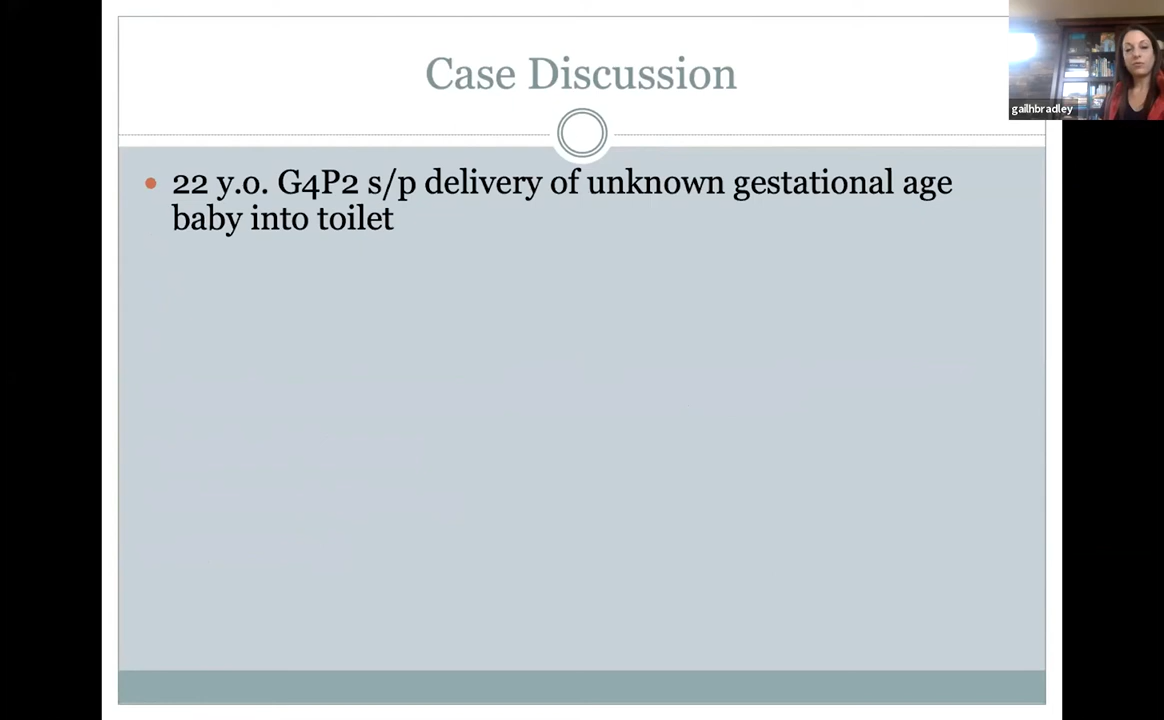 Case Discussion
gailhbradley
• 22 y.o. G4P2 s/p delivery of unknown gestational age
baby into toilet